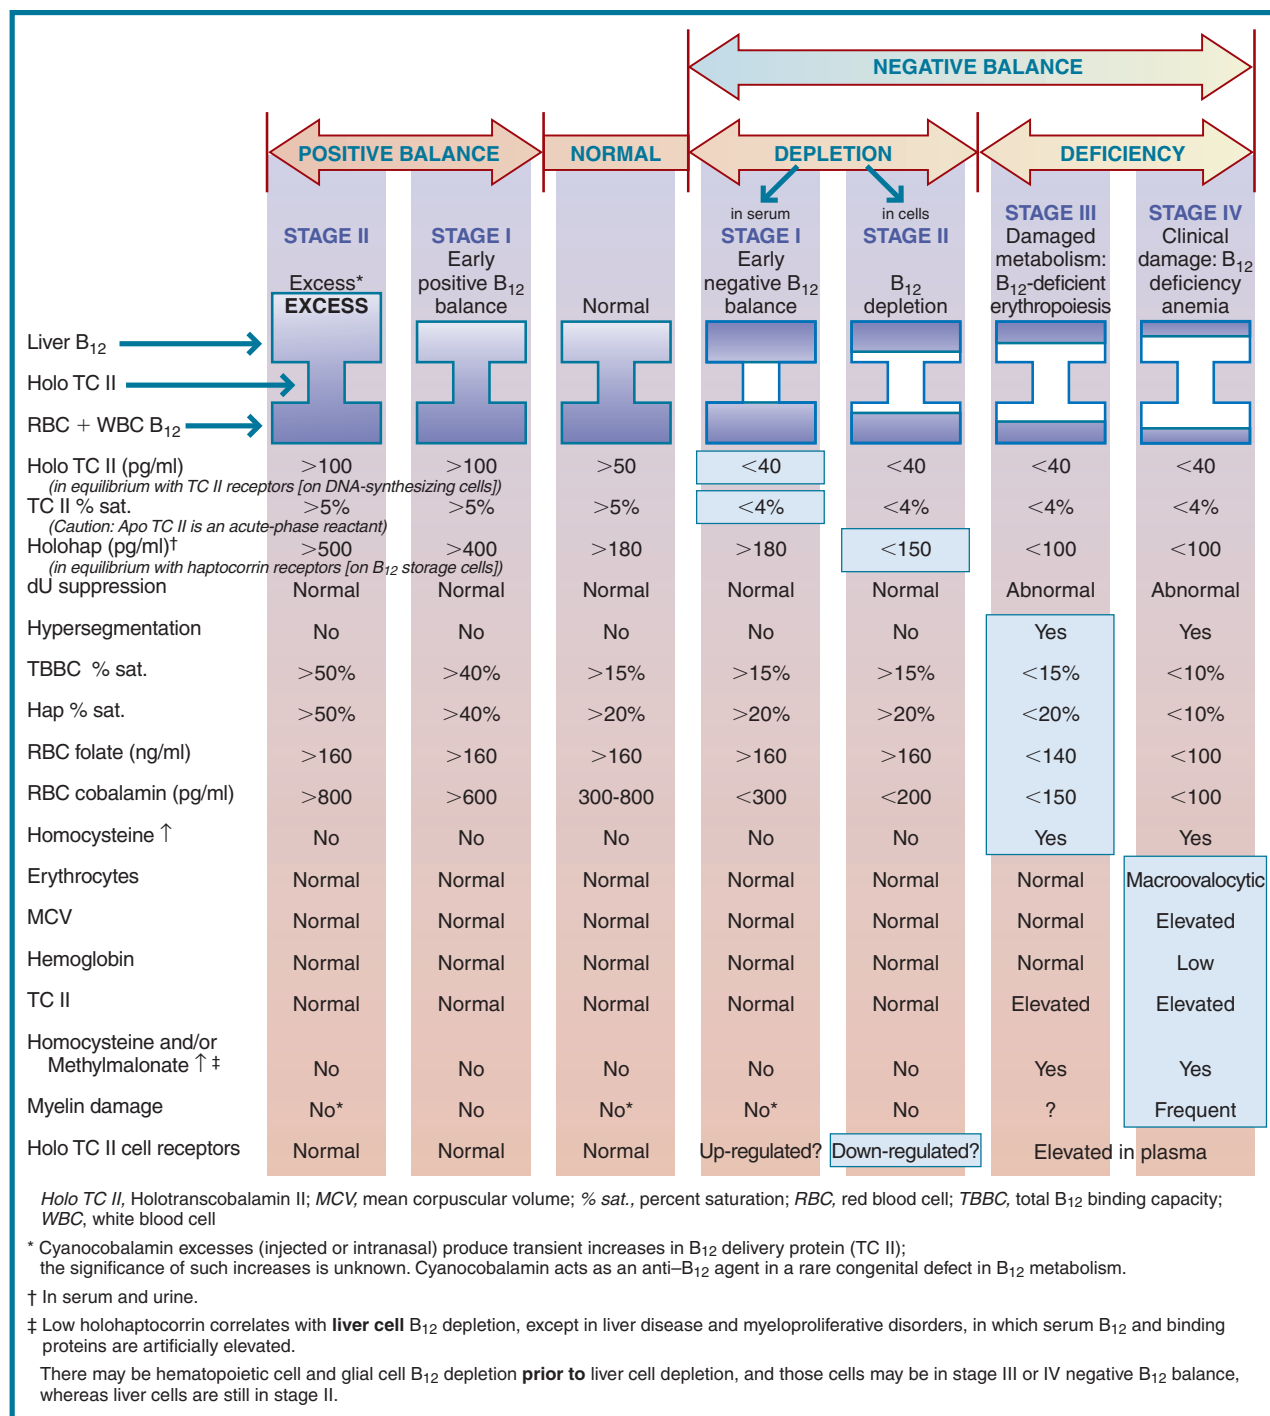 NEGATIVE BALANCE
POSITIVE BALANCE NORMAL DEPLETION DEFICIENCY
in serum in cells
STAGE II
Excess*
EXCESS
STAGE I
Early
positive B12
balance
Normal
STAGE I
Early
negative B12
balance
STAGE II
B12
depletion
STAGE III
Damaged
metabolism:
B12-deficient
erythropoiesis
STAGE IV
Clinical
damage: B12
deficiency
anemia
Liver B12
Holo TC II
RBC + WBC B12
Holo TC II (pg/ml) >100 >100 >50 <40 <40 <40 <40
(in equilibrium with TC II receptors [on DNA-synthesizing cells])
TC II % sat. >5% >5% >5% <4% <4% <4% <4%
(Caution: Apo TC II is an acute-phase reactant)
Holohap (pg/ml)† >500 >400 >180 >180 <150 <100 <100
(in equilibrium with haptocorrin receptors [on B12 storage cells])
dU suppression Normal Normal Normal Normal Normal Abnormal Abnormal
Hypersegmentation No No No No No Yes Yes
TBBC % sat. >50% >40% >15% >15% >15% <15% <10%
Hap % sat. >50% >40% >20% >20% >20% <20% <10%
RBC folate (ng/ml) >160 >160 >160 >160 >160 <140 <100
RBC cobalamin (pg/ml) >800 >600 300-800 <300 <200 <150 <100
Homocysteine ↑ No No No No No Yes Yes
Erythrocytes Normal Normal Normal Normal Normal Normal Macroovalocytic
MCV Normal Normal Normal Normal Normal Normal Elevated
Hemoglobin Normal Normal Normal Normal Normal Normal Low
TC II Normal Normal Normal Normal Normal Elevated Elevated
Homocysteine and/or
Methylmalonate ↑ ‡ No No No No No Yes Yes
Myelin damage No* No No* No* No ? Frequent
Holo TC II cell receptors Normal Normal Normal Up-regulated? Down-regulated? Elevated in plasma
Holo TC II, Holotranscobalamin II; MCV, mean corpuscular volume; % sat., percent saturation; RBC, red blood cell; TBBC, total B12 binding capacity;
WBC, white blood cell
* Cyanocobalamin excesses (injected or intranasal) produce transient increases in B12 delivery protein (TC II);
the significance of such increases is unknown. Cyanocobalamin acts as an anti–B12 agent in a rare congenital defect in B12 metabolism.
† In serum and urine.
‡ Low holohaptocorrin correlates with liver cell B12 depletion, except in liver disease and myeloproliferative disorders, in which serum B12 and binding
proteins are artificially elevated.
There may be hematopoietic cell and glial cell B12 depletion prior to liver cell depletion, and those cells may be in stage III or IV negative B12 balance,
whereas liver cells are still in stage II.